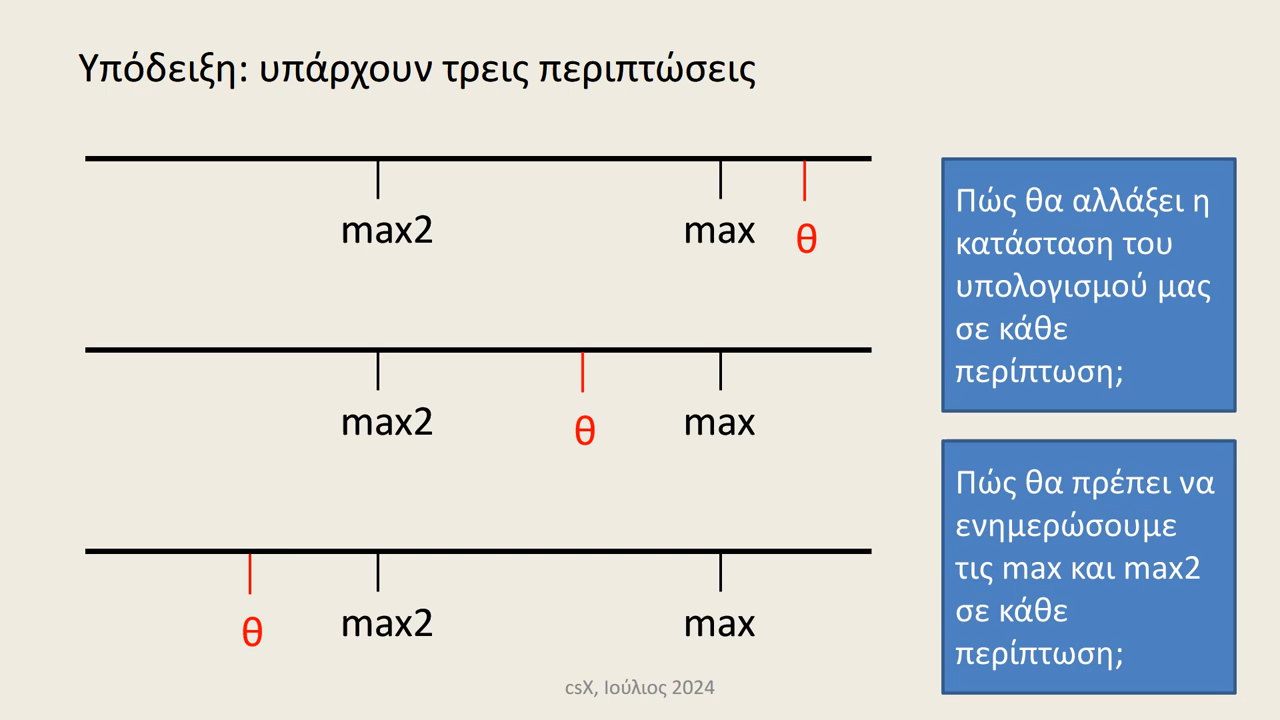 Υπόδειξη: υπάρχουν τρεις περιπτώσεις
max2
max
θ
max2
θ
max
θ
max2
max
Πώς θα αλλάξει η
κατάσταση του
υπολογισμού μας
σε κάθε
περίπτωση;
Πώς θα πρέπει να
ενημερώσουμε
τις max και max2
σε κάθε
περίπτωση;
csX, Ιούλιος 2024